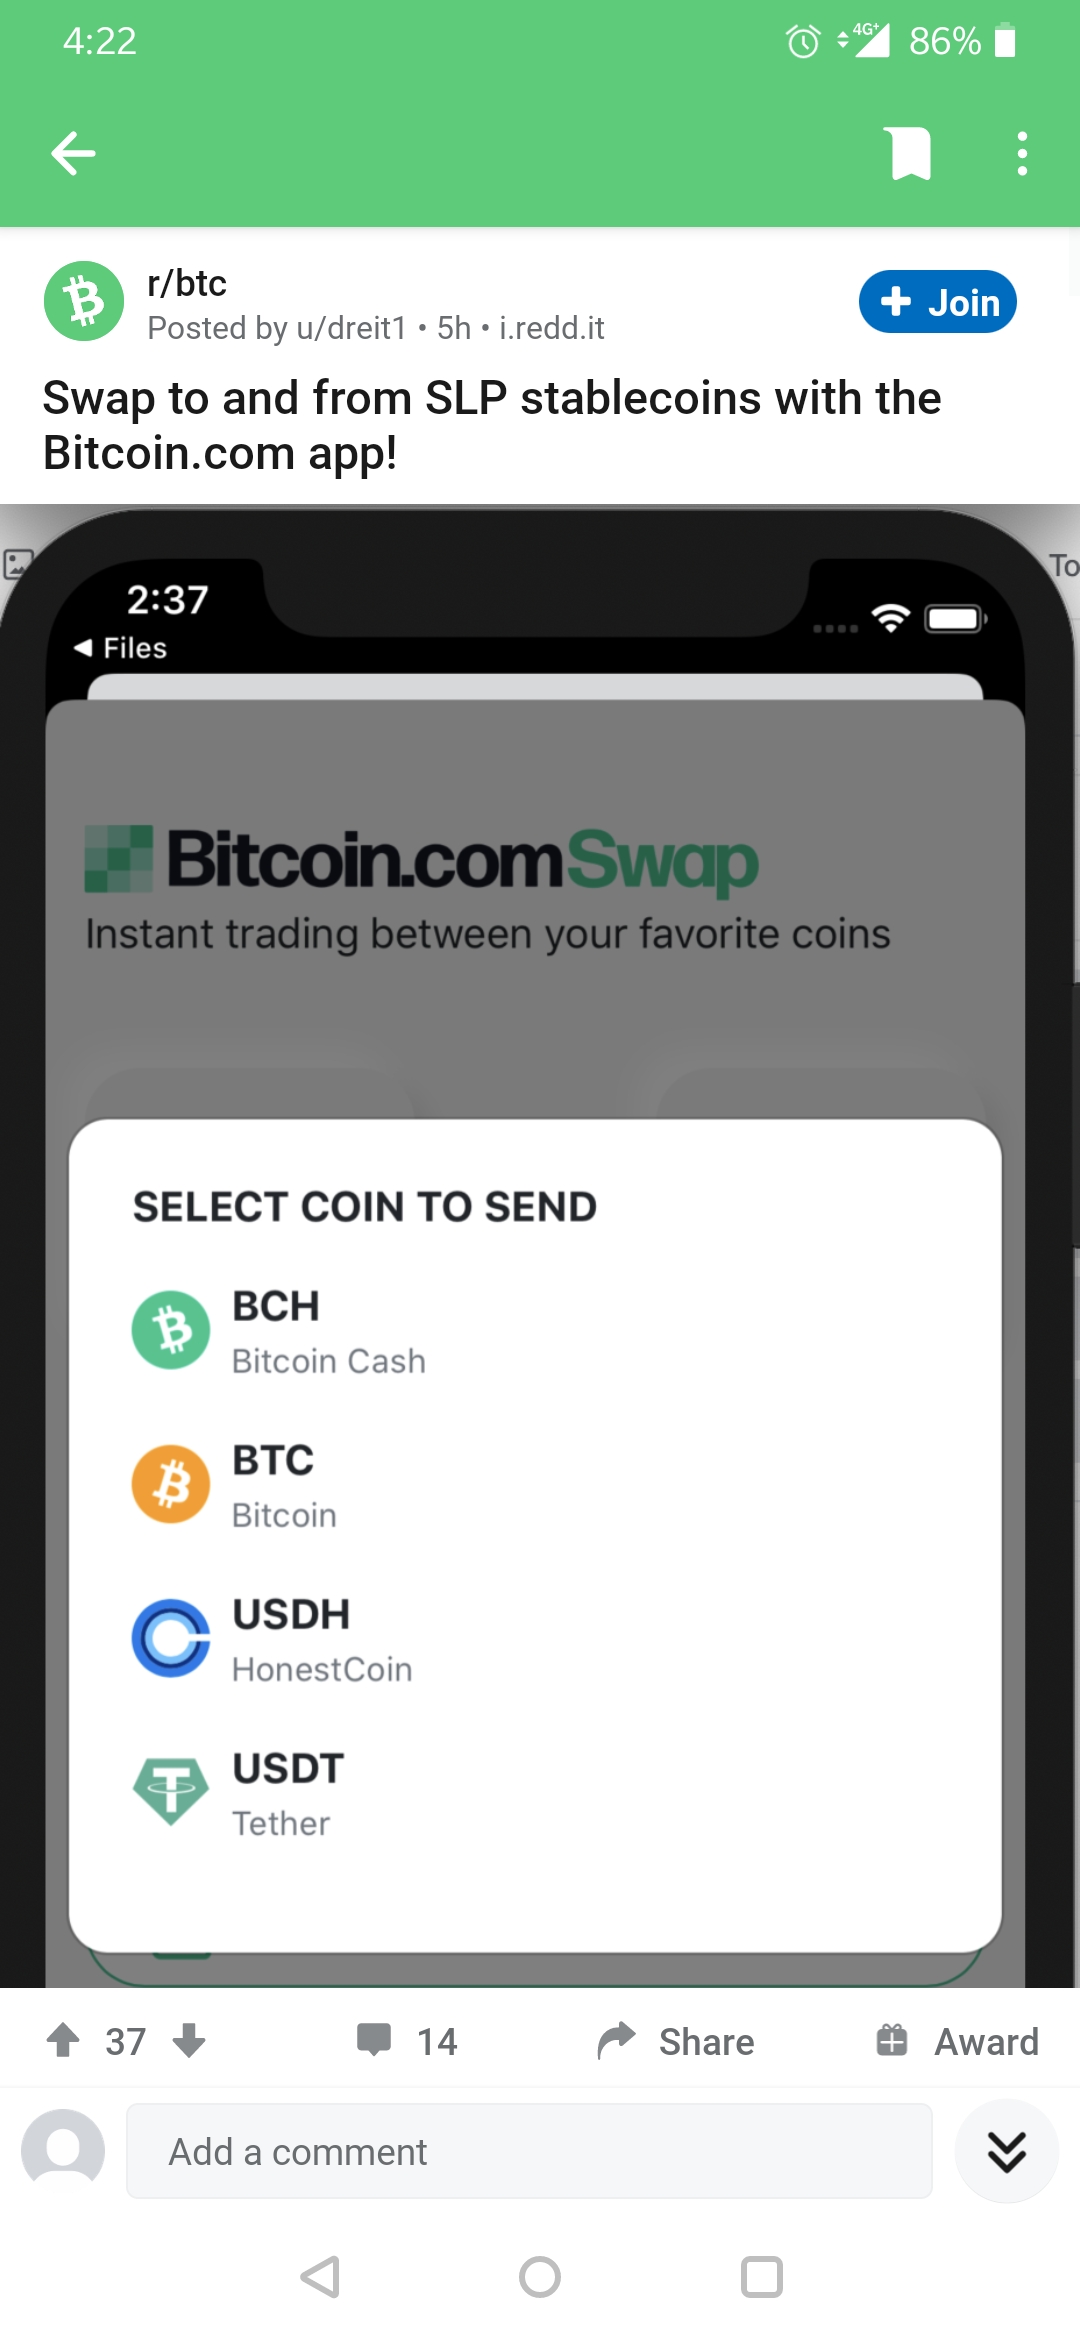 4:22
4G+ 86%
r/btc
Posted by u/dreit1 • 5h • i.redd.it
+ Join
Swap to and from SLP stablecoins with the
Bitcoin.com app!
To
2:37
◀ Files
Bitcoin.comSwap
Instant trading between your favorite coins
SELECT COIN TO SEND
BCH
Bitcoin Cash
BTC
Bitcoin
USDH
HonestCoin
USDT
Tether
37
14
Share
Award
Add a comment